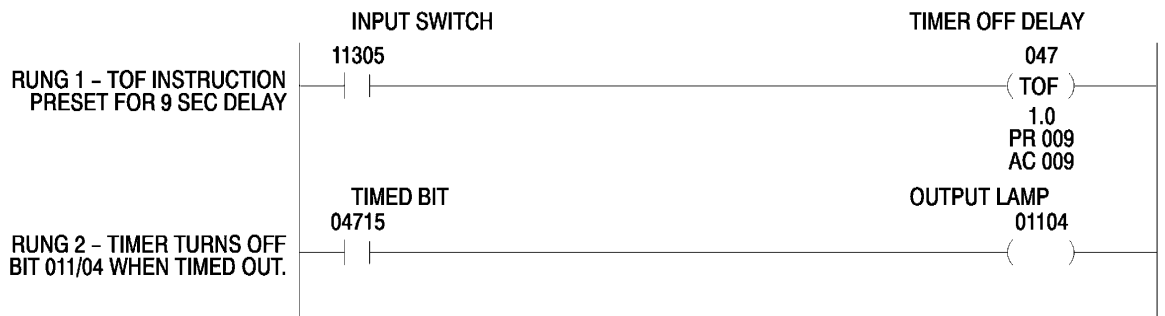 INPUT SWITCH
TIMER OFF DELAY
11305
047
RUNG 1 – TOF INSTRUCTION
PRESET FOR 9 SEC DELAY
TOF
1.0
PR 009
AC 009
TIMED BIT
OUTPUT LAMP
04715
01104
RUNG 2 – TIMER TURNS OFF
BIT 011/04 WHEN TIMED OUT.